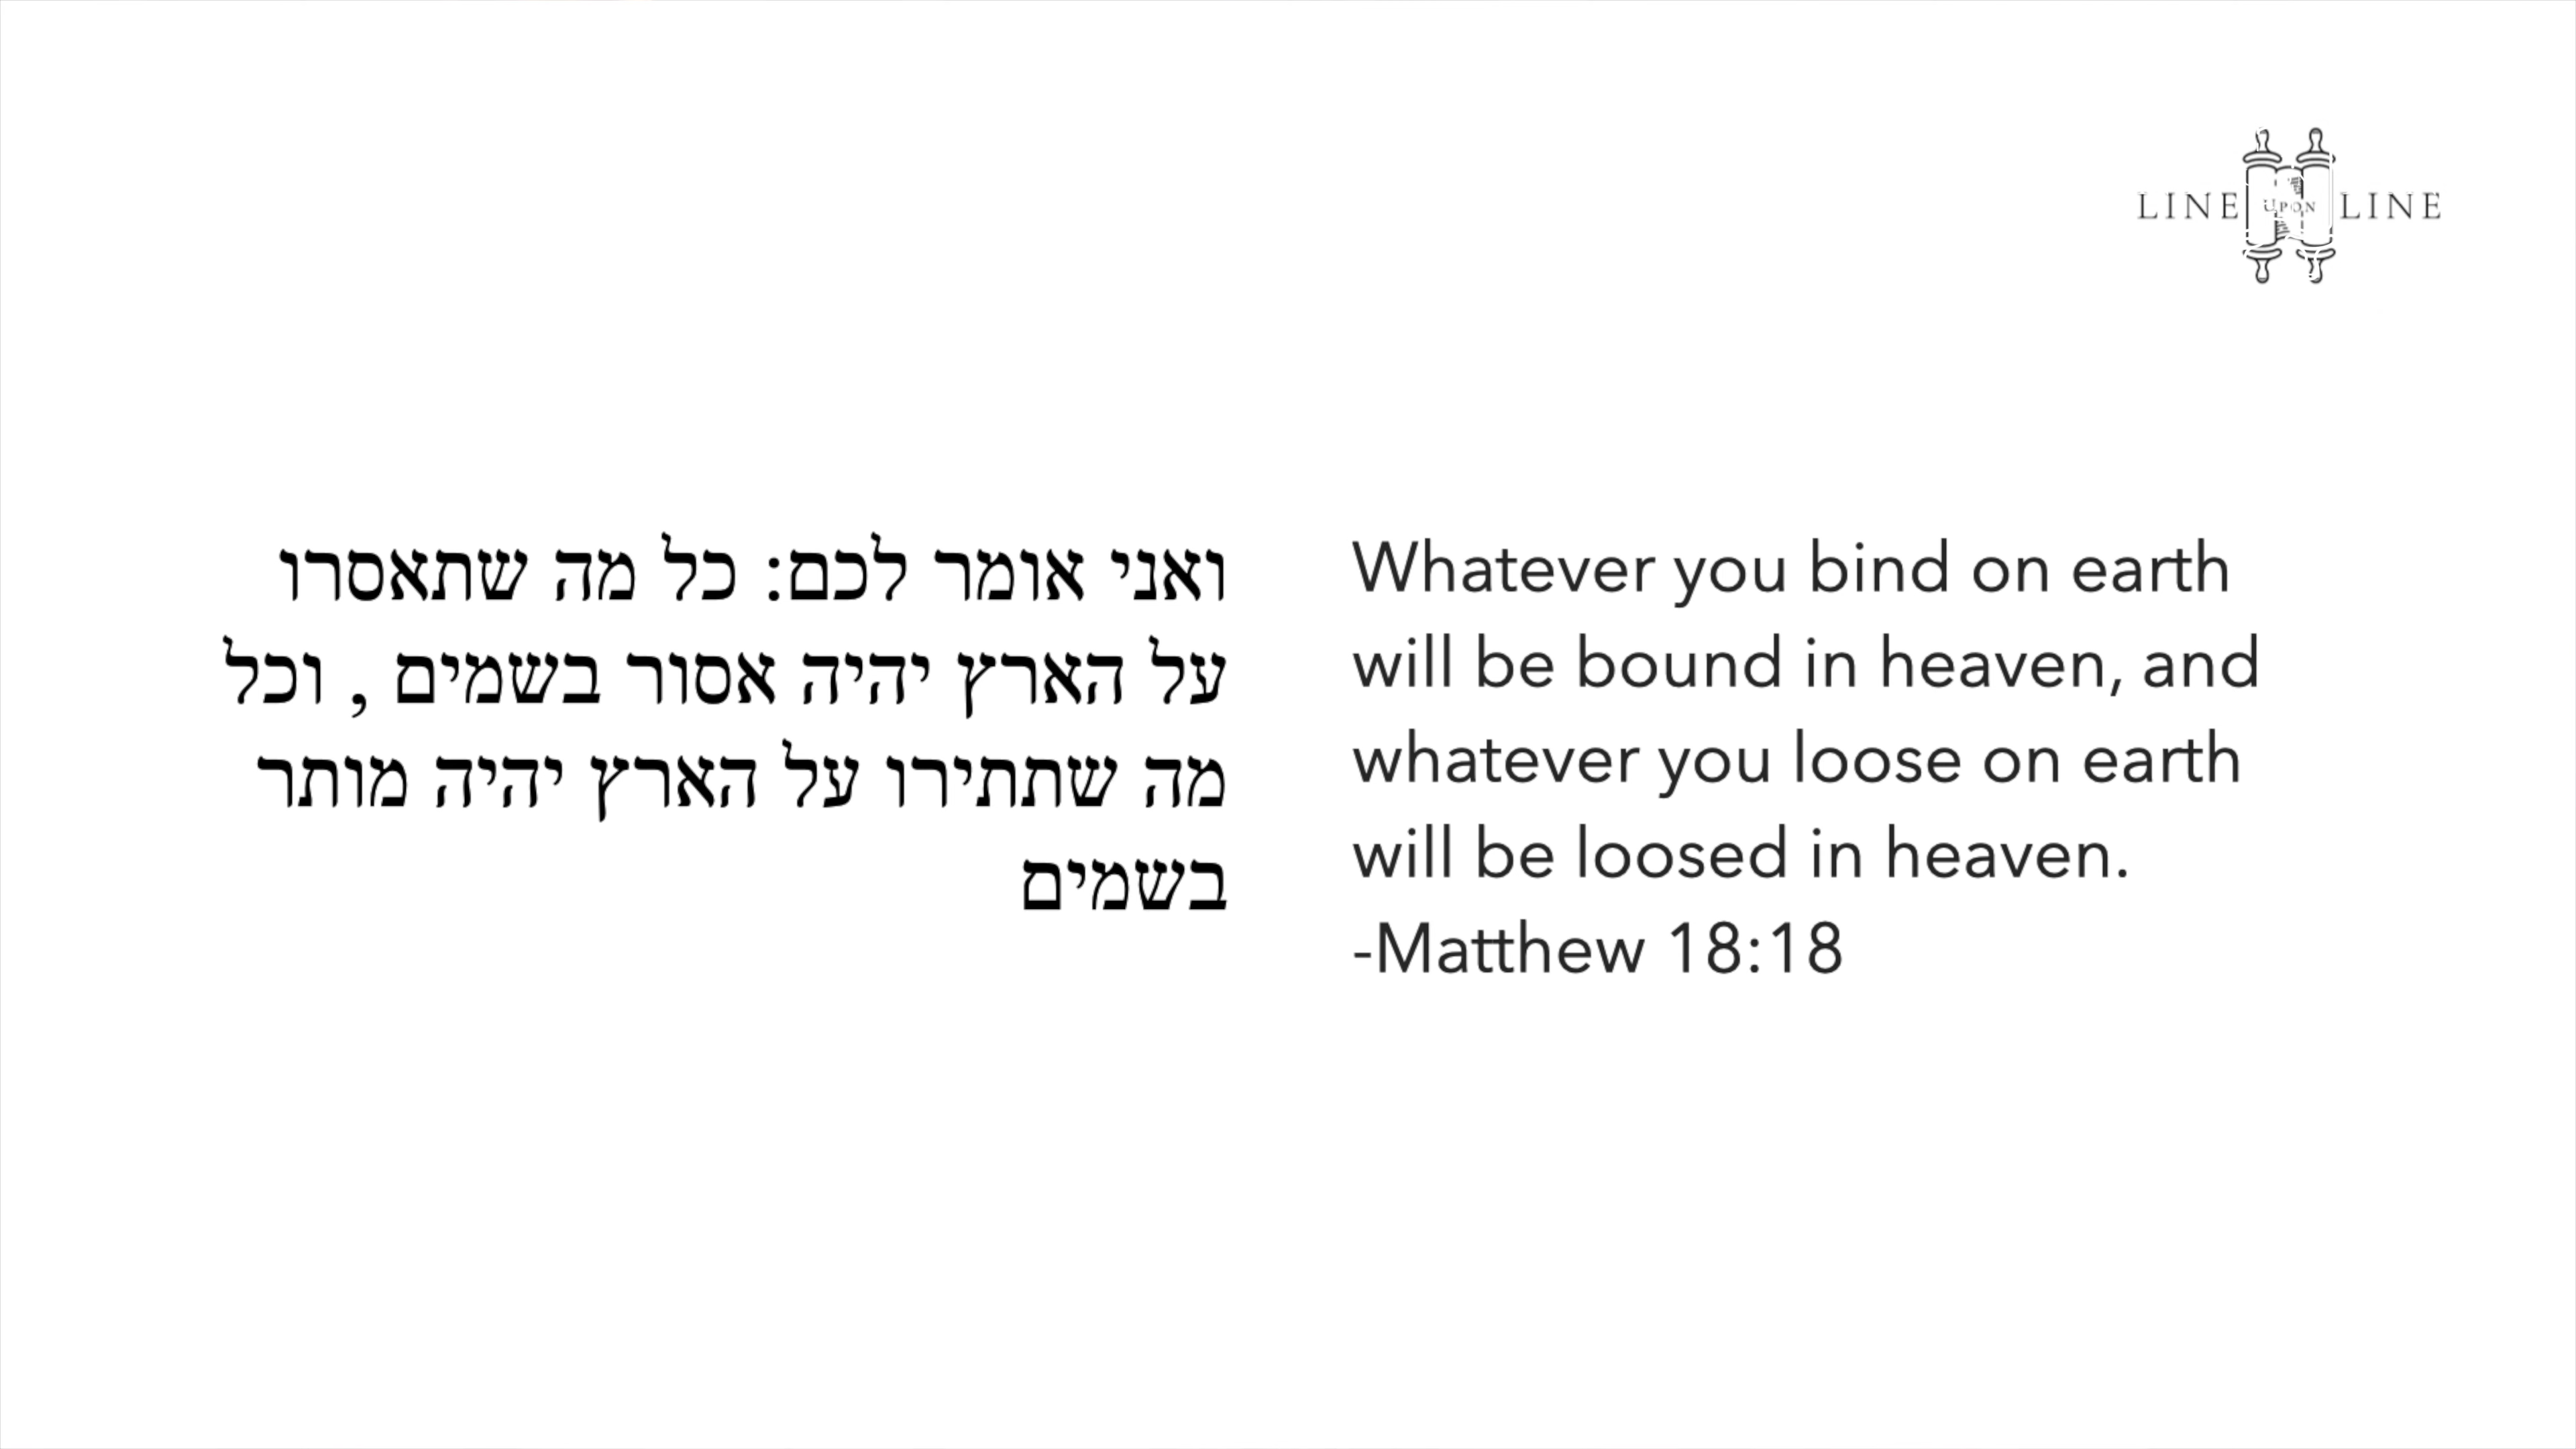 LINE UPON LINE
ואני אומר לכם: כל מה שתאסרו
על הארץ יהיה אסור בשמים , וכל
מה שתתירו על הארץ יהיה מותר
בשמים
Whatever you bind on earth
will be bound in heaven, and
whatever you loose on earth
will be loosed in heaven.
-Matthew 18:18